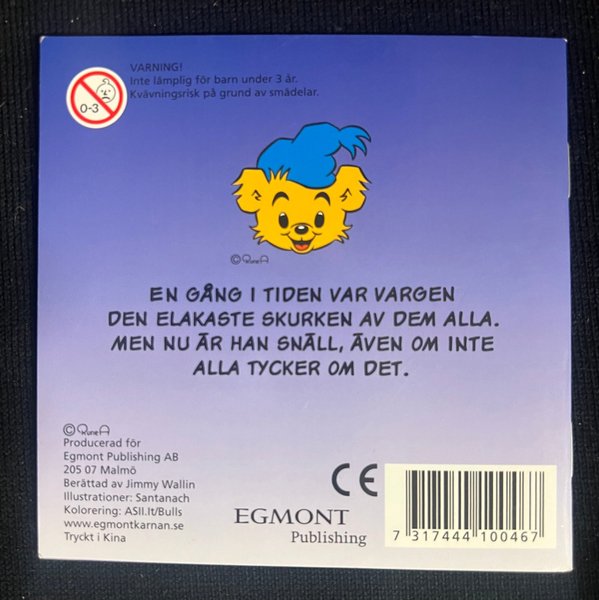 VARNING!
Inte lämplig för barn under 3 år.
Kvävningsrisk på grund av smådelar.
0-3
© Rune A
EN GÅNG I TIDEN VAR VARGEN
DEN ELAKASTE SKURKEN AV DEM ALLA.
MEN NU ÄR HAN SNÄLL, ÄVEN OM INTE
ALLA TYCKER OM DET.
© Rune A
Producerad för
Egmont Publishing AB
205 07 Malmö
Berättad av Jimmy Wallin
Illustrationer: Santanach
Kolorering: ASII.lt/Bulls
www.egmontkarnan.se
Tryckt i Kina
CE
EGMONT
Publishing
7 317444 100467